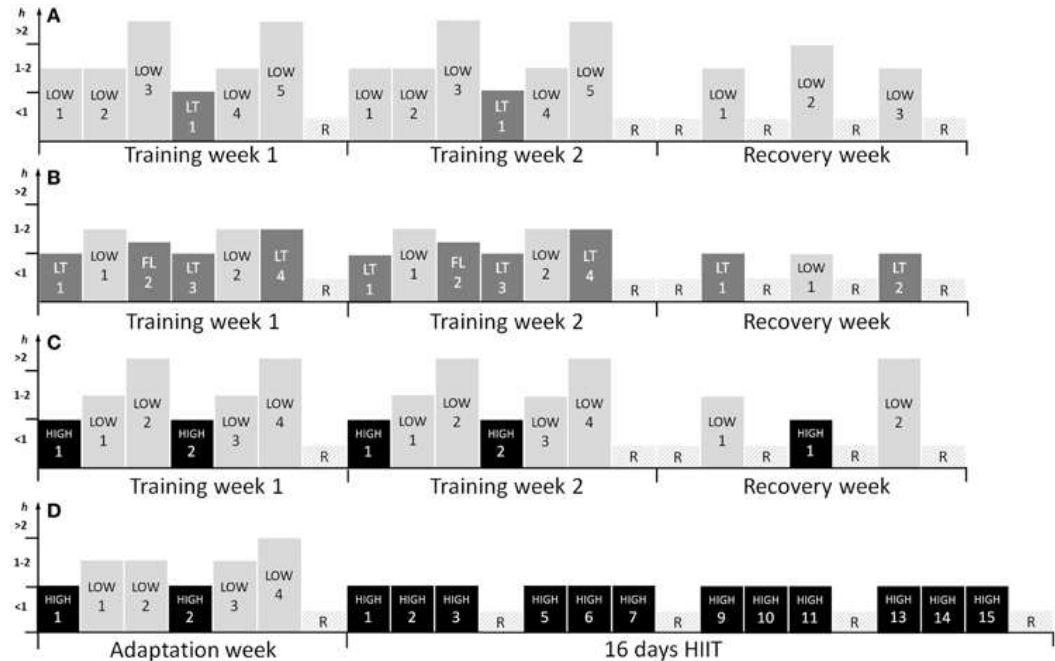 h A
>2
1-2
<1
LOW 1 LOW 2 LOW 3 LT 1 LOW 4 LOW 5 R LOW 1 LOW 2 LOW 3 LT 1 LOW 4 LOW 5 R R LOW 1 R LOW 2 R LOW 3 R
Training week 1 Training week 2 Recovery week
h B
>2
1-2
<1
LT 1 LOW 1 FL 2 LT 3 LOW 2 LT 4 R LT 1 LOW 1 FL 2 LT 3 LOW 2 LT 4 R R LT 1 R LOW 1 R LT 2 R
Training week 1 Training week 2 Recovery week
h C
>2
1-2
<1
HIGH 1 LOW 1 LOW 2 HIGH 2 LOW 3 LOW 4 R HIGH 1 LOW 1 LOW 2 HIGH 2 LOW 3 LOW 4 R R LOW 1 R HIGH 1 R LOW 2 R
Training week 1 Training week 2 Recovery week
h D
>2
1-2
<1
HIGH 1 LOW 1 LOW 2 HIGH 2 LOW 3 LOW 4 R HIGH 1 HIGH 2 HIGH 3 R HIGH 5 HIGH 6 HIGH 7 R HIGH 9 HIGH 10 HIGH 11 R HIGH 13 HIGH 14 HIGH 15 R
Adaptation week 16 days HIIT